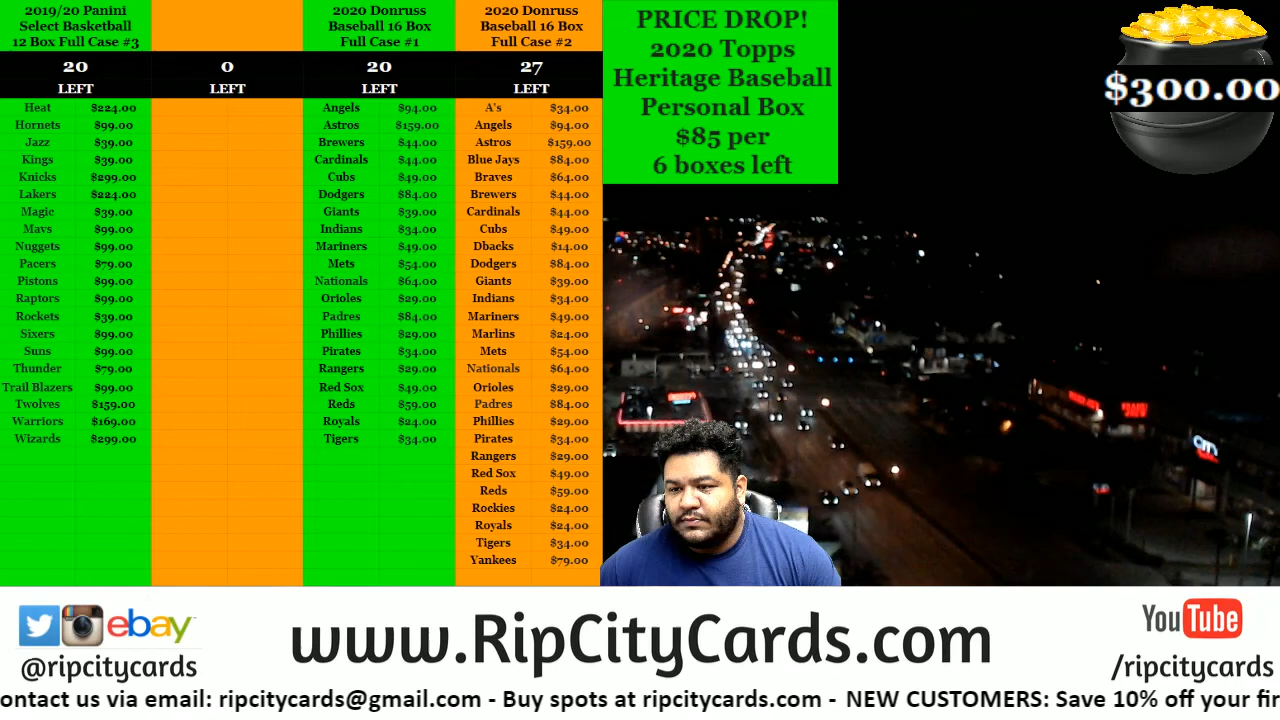 2019/20 Panini
Select Basketball
12 Box Full Case #3
20
LEFT
Heat $224.00
Hornets $99.00
Jazz $39.00
Kings $39.00
Knicks $299.00
Lakers $224.00
Magic $39.00
Mavs $99.00
Nuggets $99.00
Pacers $79.00
Pistons $99.00
Raptors $99.00
Rockets $39.00
Sixers $99.00
Suns $99.00
Thunder $79.00
Trail Blazers $99.00
Twolves $159.00
Warriors $169.00
Wizards $299.00
0
LEFT
2020 Donruss
Baseball 16 Box
Full Case #1
20
LEFT
Angels $94.00
Astros $159.00
Brewers $44.00
Cardinals $44.00
Cubs $49.00
Dodgers $84.00
Giants $39.00
Indians $34.00
Mariners $49.00
Mets $54.00
Nationals $64.00
Orioles $29.00
Padres $84.00
Phillies $29.00
Pirates $34.00
Rangers $29.00
Red Sox $49.00
Reds $59.00
Royals $24.00
Tigers $34.00
2020 Donruss
Baseball 16 Box
Full Case #2
27
LEFT
A's $34.00
Angels $94.00
Astros $159.00
Blue Jays $84.00
Braves $64.00
Brewers $44.00
Cardinals $44.00
Cubs $49.00
Dbacks $14.00
Dodgers $84.00
Giants $39.00
Indians $34.00
Mariners $49.00
Marlins $24.00
Mets $54.00
Nationals $64.00
Orioles $29.00
Padres $84.00
Phillies $29.00
Pirates $34.00
Rangers $29.00
Red Sox $49.00
Reds $59.00
Rockies $24.00
Royals $24.00
Tigers $34.00
Yankees $79.00
PRICE DROP!
2020 Topps
Heritage Baseball
Personal Box
$85 per
6 boxes left
$300.00
ebay
@ripcitycards
www.RipCityCards.com
YouTube
/ripcitycards
ontact us via email: ripcitycards@gmail.com - Buy spots at ripcitycards.com - NEW CUSTOMERS: Save 10% off your fir